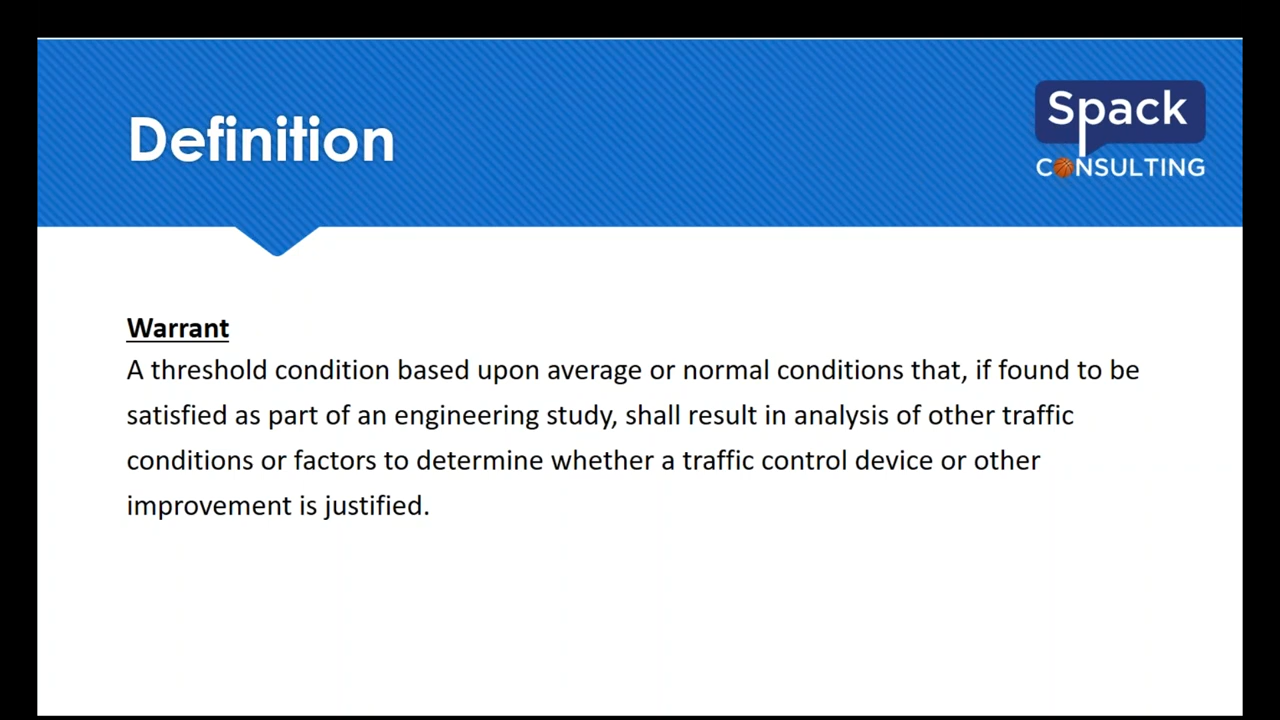 Definition
Spack
CONSULTING
Warrant
A threshold condition based upon average or normal conditions that, if found to be
satisfied as part of an engineering study, shall result in analysis of other traffic
conditions or factors to determine whether a traffic control device or other
improvement is justified.